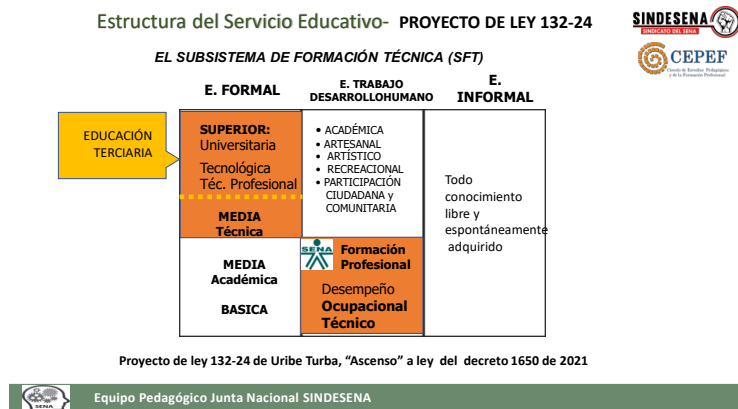 Estructura del Servicio Educativo- PROYECTO DE LEY 132-24
SINDESENA
SINDICATO DEL SENA
CEPEF
EL SUBSISTEMA DE FORMACIÓN TÉCNICA (SFT)
E. FORMAL
E. TRABAJO
DESARROLLOHUMANO
E.
INFORMAL
EDUCACIÓN
TERCIARIA
SUPERIOR:
Universitaria
Tecnológica
Téc. Profesional
MEDIA
Técnica
MEDIA
Académica
BASICA
• ACADÉMICA
• ARTESANAL
• ARTÍSTICO
• RECREACIONAL
• PARTICIPACIÓN
CIUDADANA y
COMUNITARIA
SENA
Formación
Profesional
Desempeño
Ocupacional
Técnico
Todo
conocimiento
libre y
espontáneamente
adquirido
Proyecto de ley 132-24 de Uribe Turba, “Ascenso” a ley del decreto 1650 de 2021
SENA
Equipo Pedagógico Junta Nacional SINDESENA